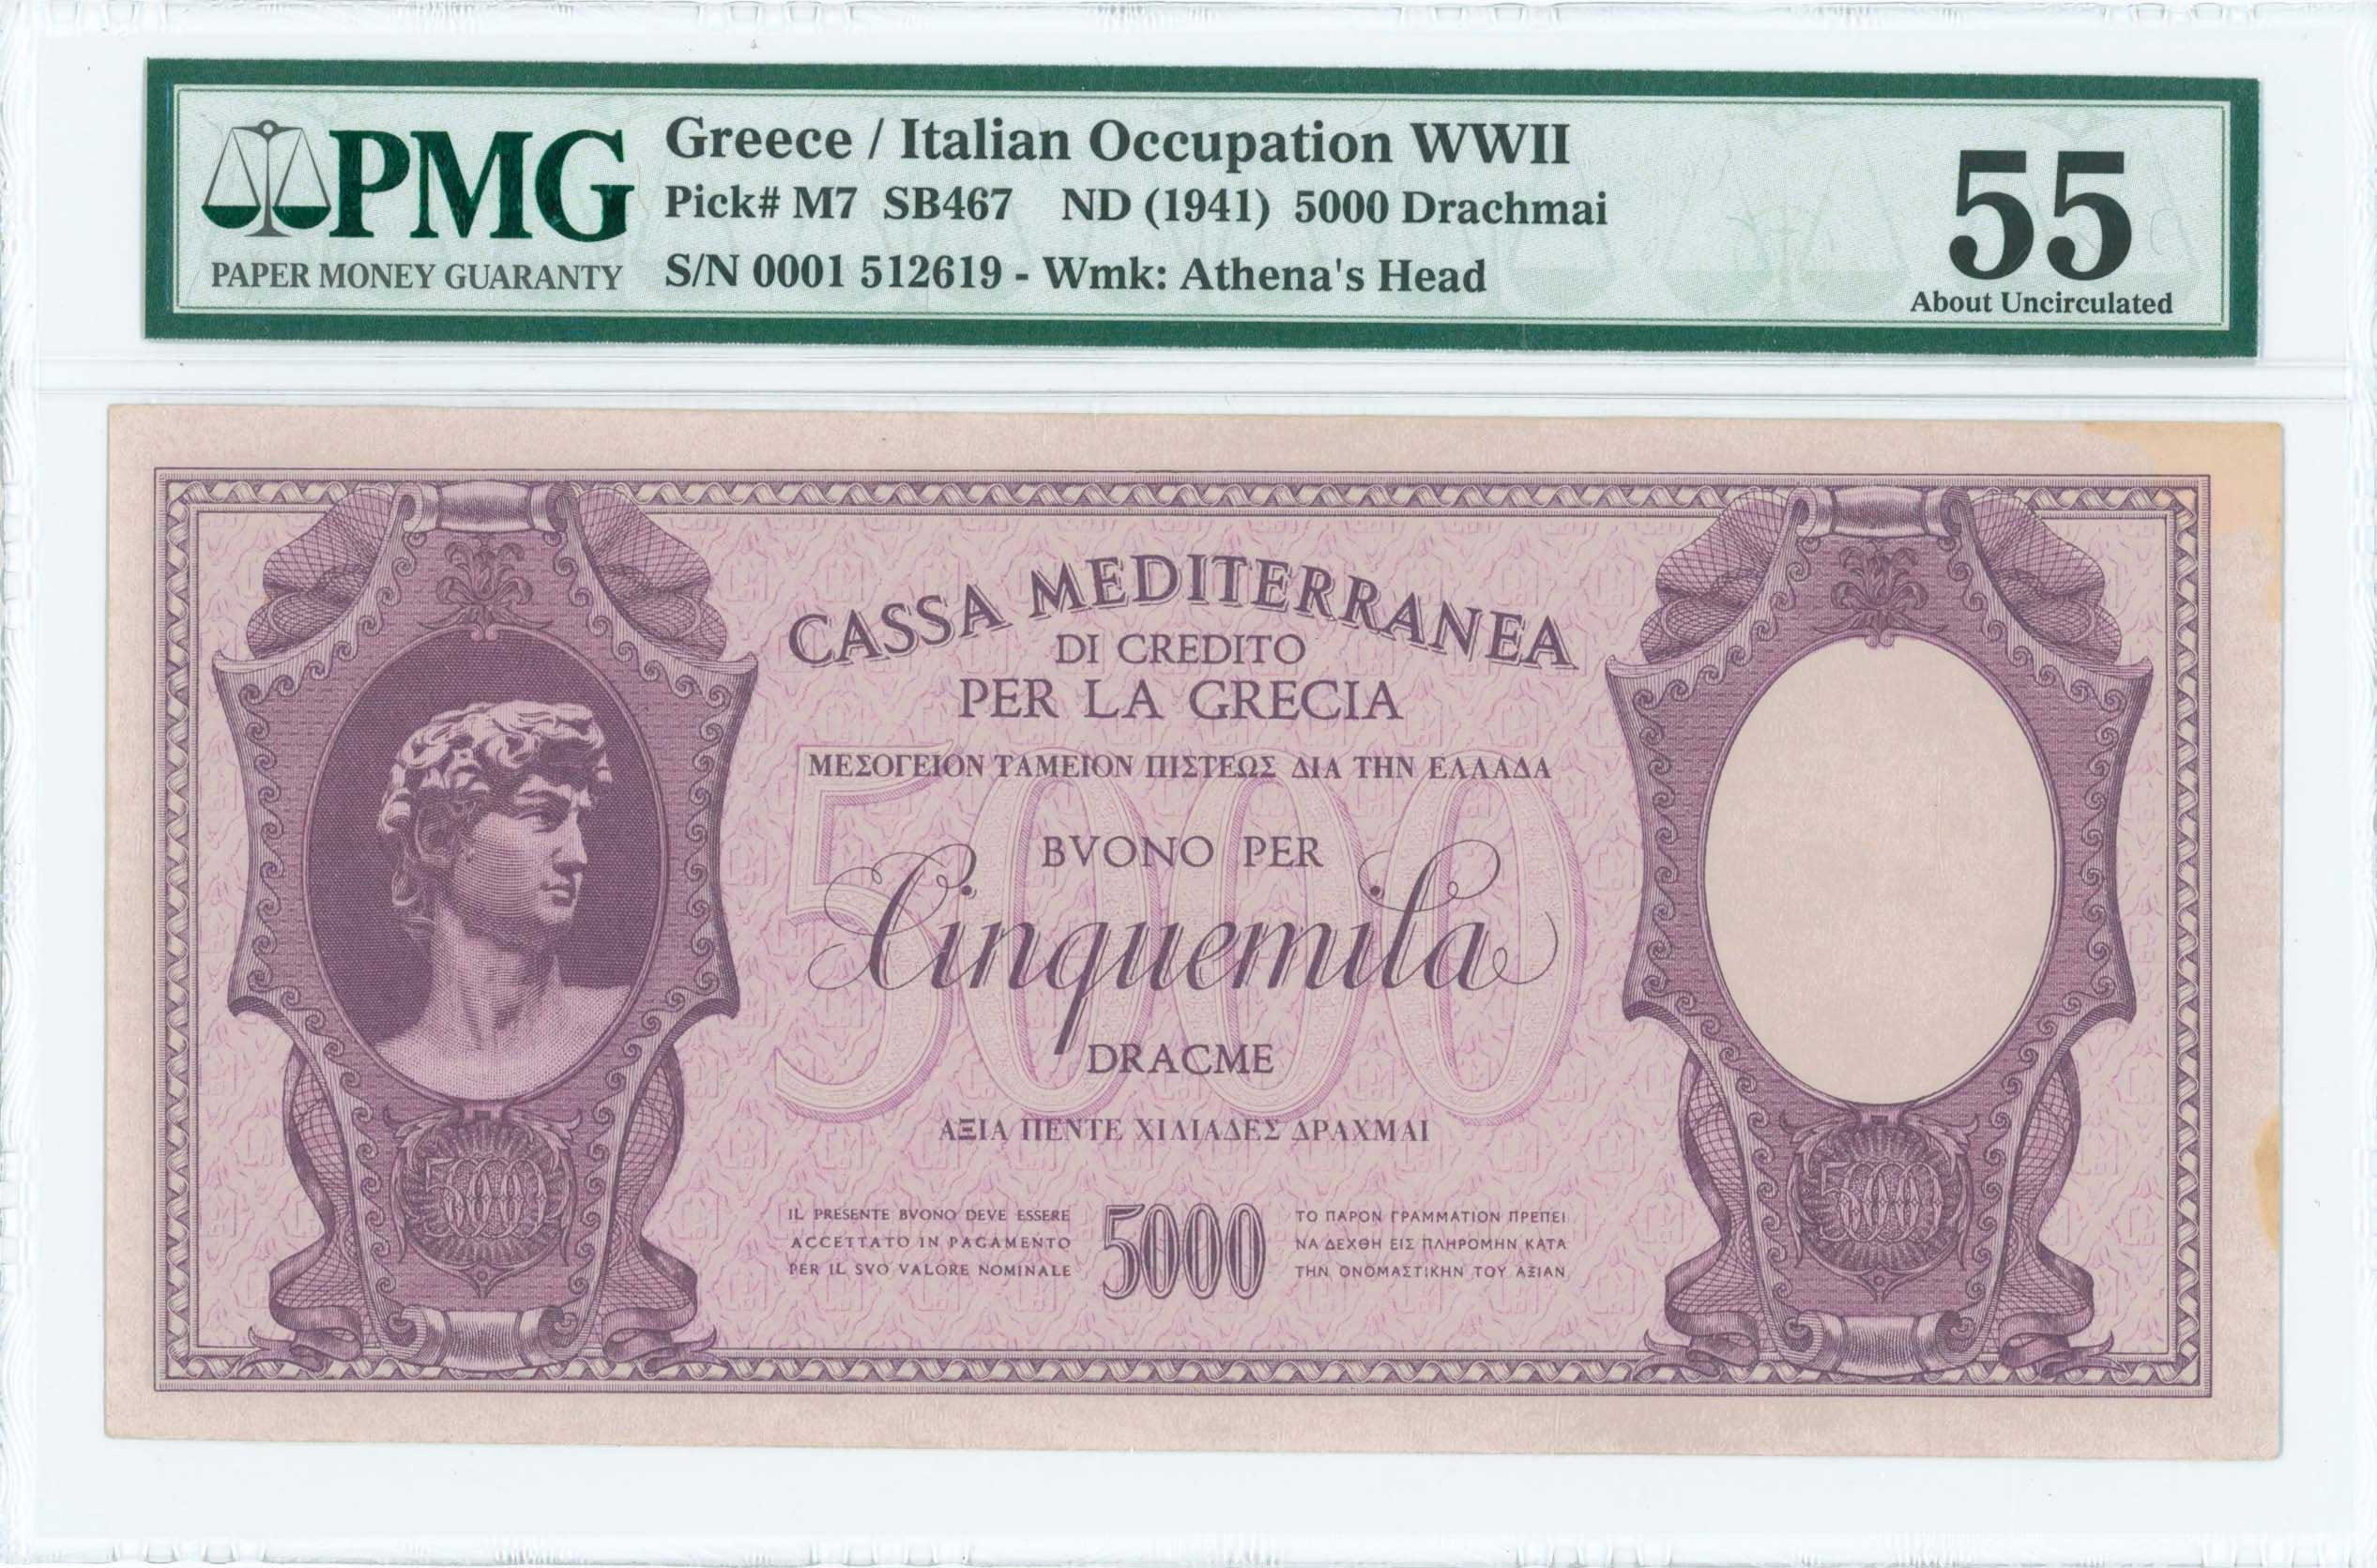 PMG
PAPER MONEY GUARANTY
Greece / Italian Occupation WWII
Pick# M7 SB467 ND (1941) 5000 Drachmai
S/N 0001 512619 - Wmk: Athena's Head
55
About Uncirculated
CASSA MEDITERRANEA
DI CREDITO
PER LA GRECIA
ΜΕΣΟΓΕΙΟΝ ΤΑΜΕΙΟΝ ΠΙΣΤΕΩΣ ΔΙΑ ΤΗΝ ΕΛΛΑΔΑ
5000
BVONO PER
Cinquemila
DRACME
ΑΞΙΑ ΠΕΝΤΕ ΧΙΛΙΑΔΕΣ ΔΡΑΧΜΑΙ
5000
IL PRESENTE BVONO DEVE ESSERE
ACCETTATO IN PAGAMENTO
PER IL SVO VALORE NOMINALE
5000
ΤΟ ΠΑΡΟΝ ΓΡΑΜΜΑΤΙΟΝ ΠΡΕΠΕΙ
ΝΑ ΔΕΧΘΗ ΕΙΣ ΠΛΗΡΟΜΗΝ ΚΑΤΑ
ΤΗΝ ΟΝΟΜΑΣΤΙΚΗΝ ΤΟΥ ΑΞΙΑΝ
5000